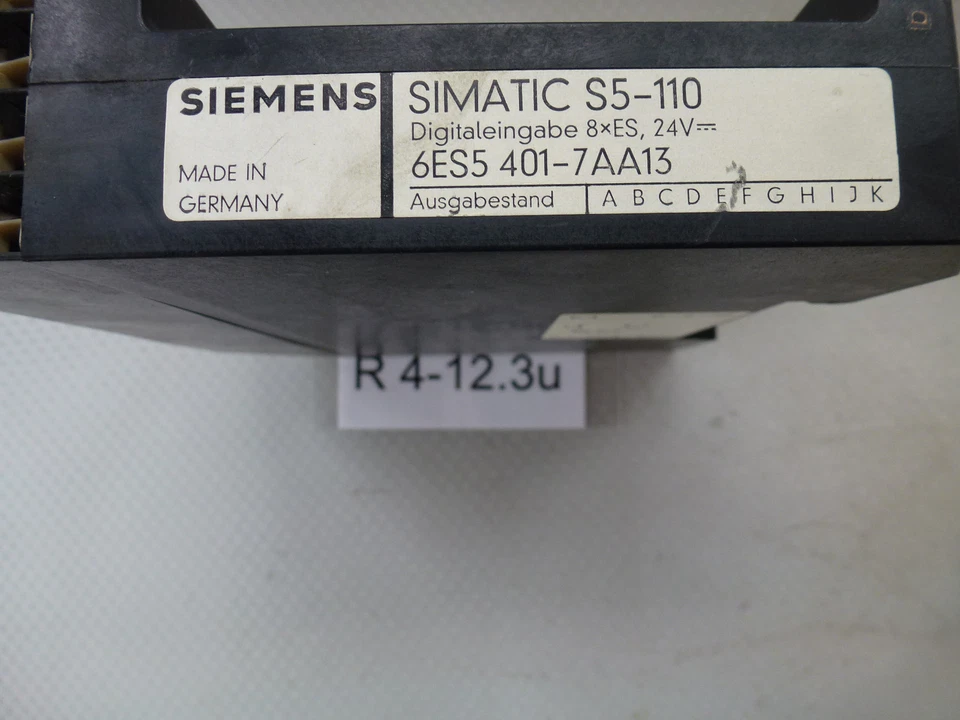 SIEMENS
MADE IN
GERMANY
SIMATIC S5-110
Digitaleingabe 8×ES, 24V⎓
6ES5 401-7AA13
Ausgabestand A B C D E F G H I J K
R 4-12.3u